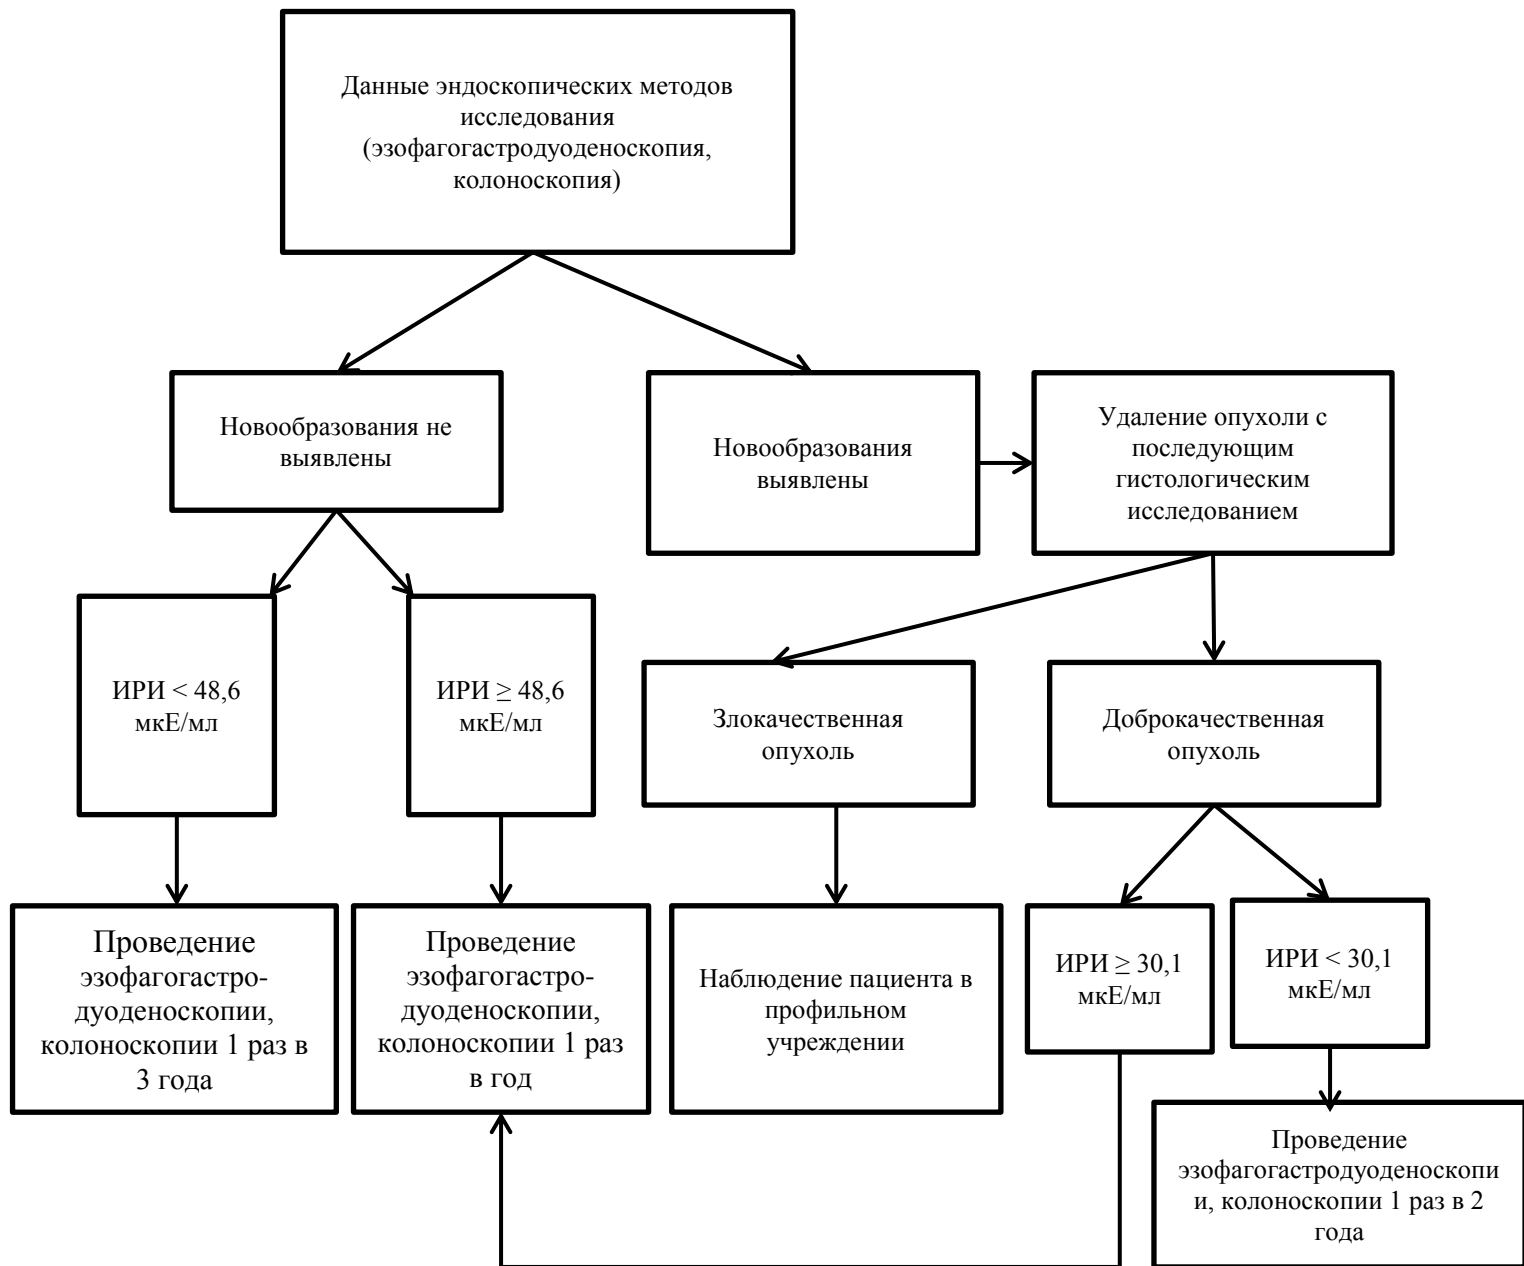 Данные эндоскопических методов
исследования
(эзофагогастродуоденоскопия,
колоноскопия)
Новообразования не
выявлены
Новообразования
выявлены
Удаление опухоли с
последующим
гистологическим
исследованием
ИРИ < 48,6
мкЕ/мл
ИРИ ≥ 48,6
мкЕ/мл
Злокачественная
опухоль
Доброкачественная
опухоль
Проведение
эзофагогастро-
дуоденоскопии,
колоноскопии 1 раз в
3 года
Проведение
эзофагогастро-
дуоденоскопии,
колоноскопии 1 раз
в год
Наблюдение пациента в
профильном
учреждении
ИРИ ≥ 30,1
мкЕ/мл
ИРИ < 30,1
мкЕ/мл
Проведение
эзофагогастродуоденоскопи
и, колоноскопии 1 раз в 2
года